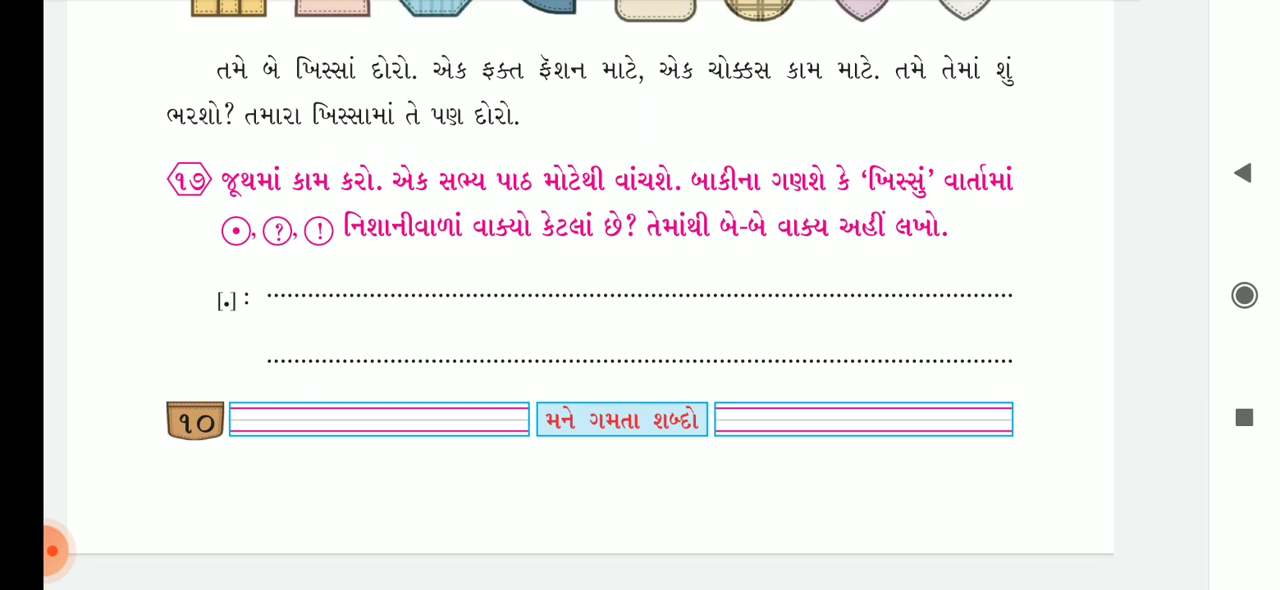 તમે બે ખિસ્સાં દોરો. એક ફક્ત ફૅશન માટે, એક ચોક્કસ કામ માટે. તમે તેમાં શું
ભરશો? તમારા ખિસ્સામાં તે પણ દોરો.
૧૭ જૂથમાં કામ કરો. એક સભ્ય પાઠ મોટેથી વાંચશે. બાકીના ગણશે કે ‘ખિસ્સું’ વાર્તામાં
(•), (?), (!) નિશાનીવાળાં વાક્યો કેટલાં છે? તેમાંથી બે-બે વાક્ય અહીં લખો.
[.] : ........................................................................
........................................................................
૧૦ મને ગમતા શબ્દો